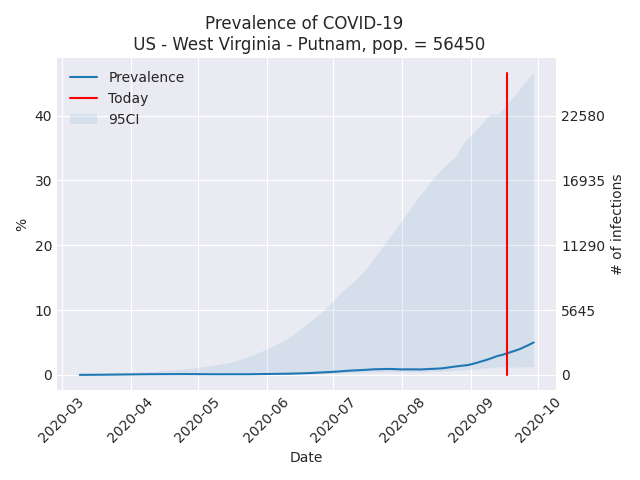 Prevalence of COVID-19
US - West Virginia - Putnam, pop. = 56450
Prevalence
Today
95CI
%
40
30
20
10
0
22580
16935
11290
5645
0
# of infections
2020-03
2020-04
2020-05
2020-06
2020-07
2020-08
2020-09
2020-10
Date